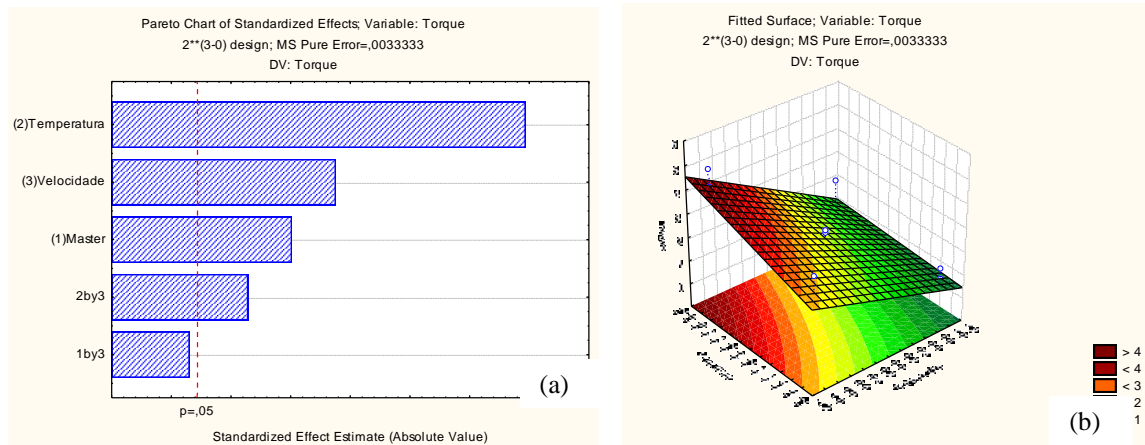 Pareto Chart of Standardized Effects; Variable: Torque
2**(3-0) design; MS Pure Error=,0033333
DV: Torque
(2)Temperatura
(3)Velocidade
(1)Master
2by3
1by3
p=,05
Standardized Effect Estimate (Absolute Value)
(a)
Fitted Surface; Variable: Torque
2**(3-0) design; MS Pure Error=,0033333
DV: Torque
> 4
< 4
< 3
2
1
(b)